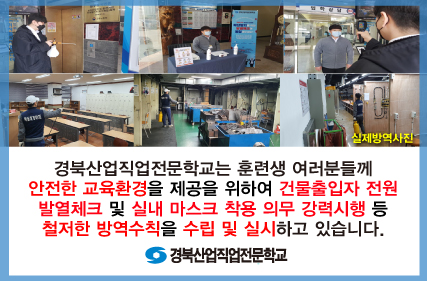 실제방역사진
경북산업직업전문학교는 훈련생 여러분들께
안전한 교육환경을 제공을 위하여 건물출입자 전원
발열체크 및 실내 마스크 착용 의무 강력시행 등
철저한 방역수칙을 수립 및 실시하고 있습니다.
경북산업직업전문학교